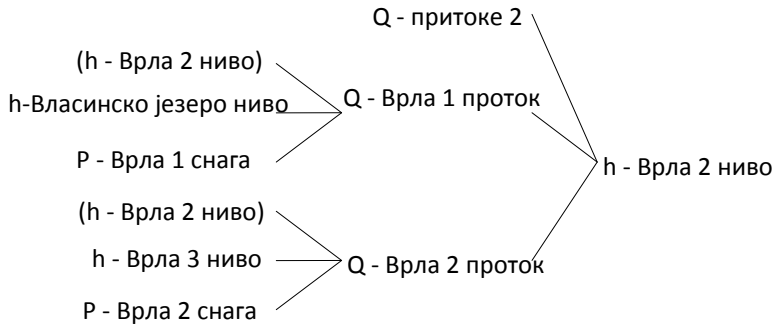 Q - притоке 2
(h - Врла 2 ниво)
h-Власинско језеро ниво
Q - Врла 1 проток
P - Врла 1 снага
h - Врла 2 ниво
(h - Врла 2 ниво)
h - Врла 3 ниво
Q - Врла 2 проток
P - Врла 2 снага